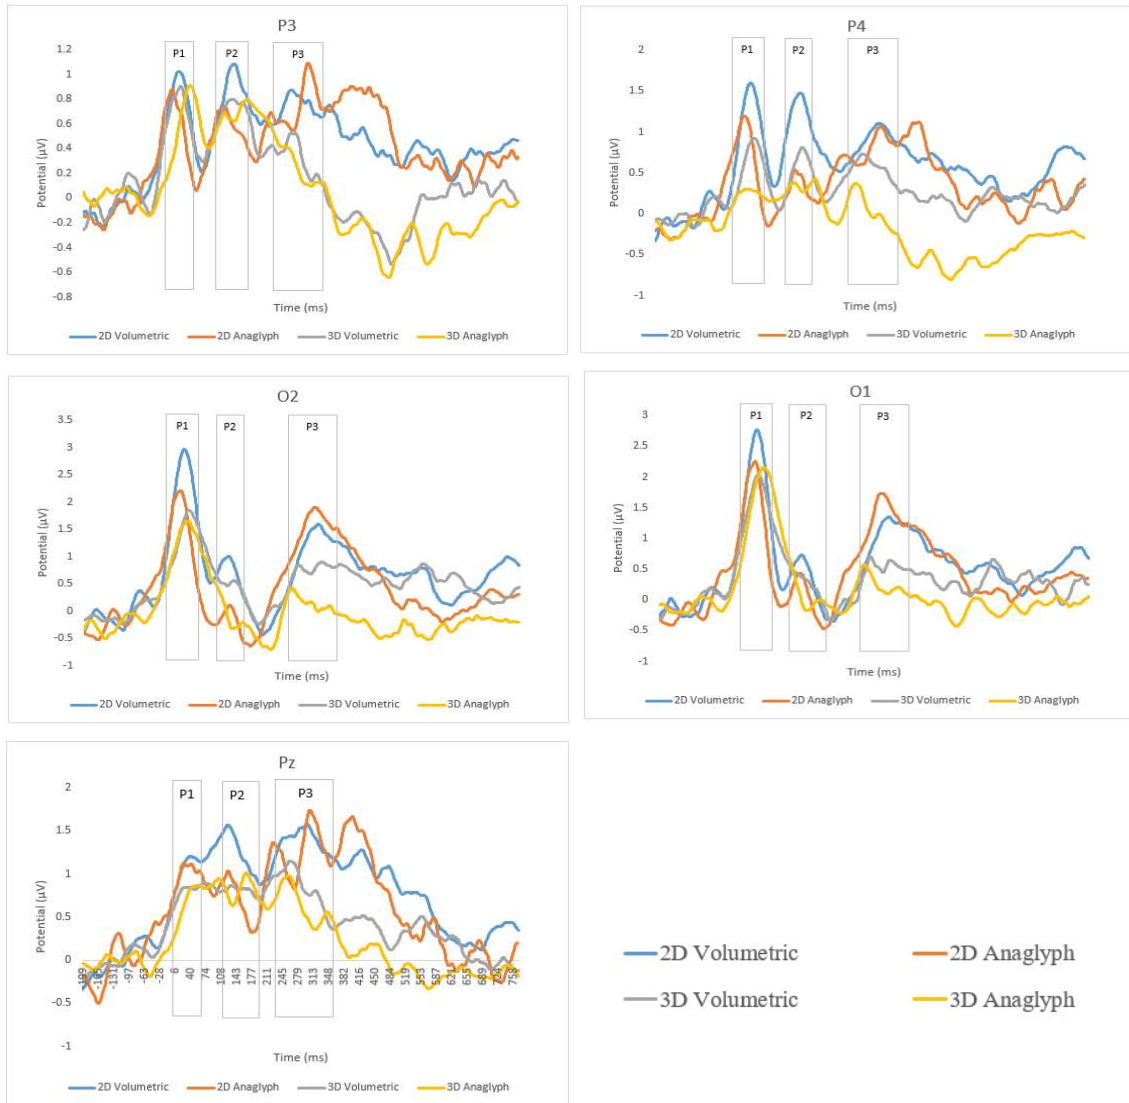 P3
1.2
1
0.8
0.6
0.4
0.2
0
-0.2
-0.4
-0.6
-0.8
Potential (µV)
P1
P2
P3
Time (ms)
2D Volumetric 2D Anaglyph 3D Volumetric 3D Anaglyph
P4
2
1.5
1
0.5
0
-0.5
-1
Potential (µV)
P1
P2
P3
Time (ms)
2D Volumetric 2D Anaglyph 3D Volumetric 3D Anaglyph
O2
3.5
3
2.5
2
1.5
1
0.5
0
-0.5
-1
Potential (µV)
P1
P2
P3
Time (ms)
2D Volumetric 2D Anaglyph 3D Volumetric 3D Anaglyph
O1
3
2.5
2
1.5
1
0.5
0
-0.5
-1
Potential (µV)
P1
P2
P3
Time (ms)
2D Volumetric 2D Anaglyph 3D Volumetric 3D Anaglyph
Pz
2
1.5
1
0.5
0
-0.5
-1
Potential (µV)
P1
P2
P3
-199 -131 -97 -63 -28 6 40 74 108 143 177 211 245 279 313 348 382 416 450 484 519 553 587 621 655 689 724 758
Time (ms)
2D Volumetric 2D Anaglyph 3D Volumetric 3D Anaglyph
2D Volumetric 2D Anaglyph
3D Volumetric 3D Anaglyph